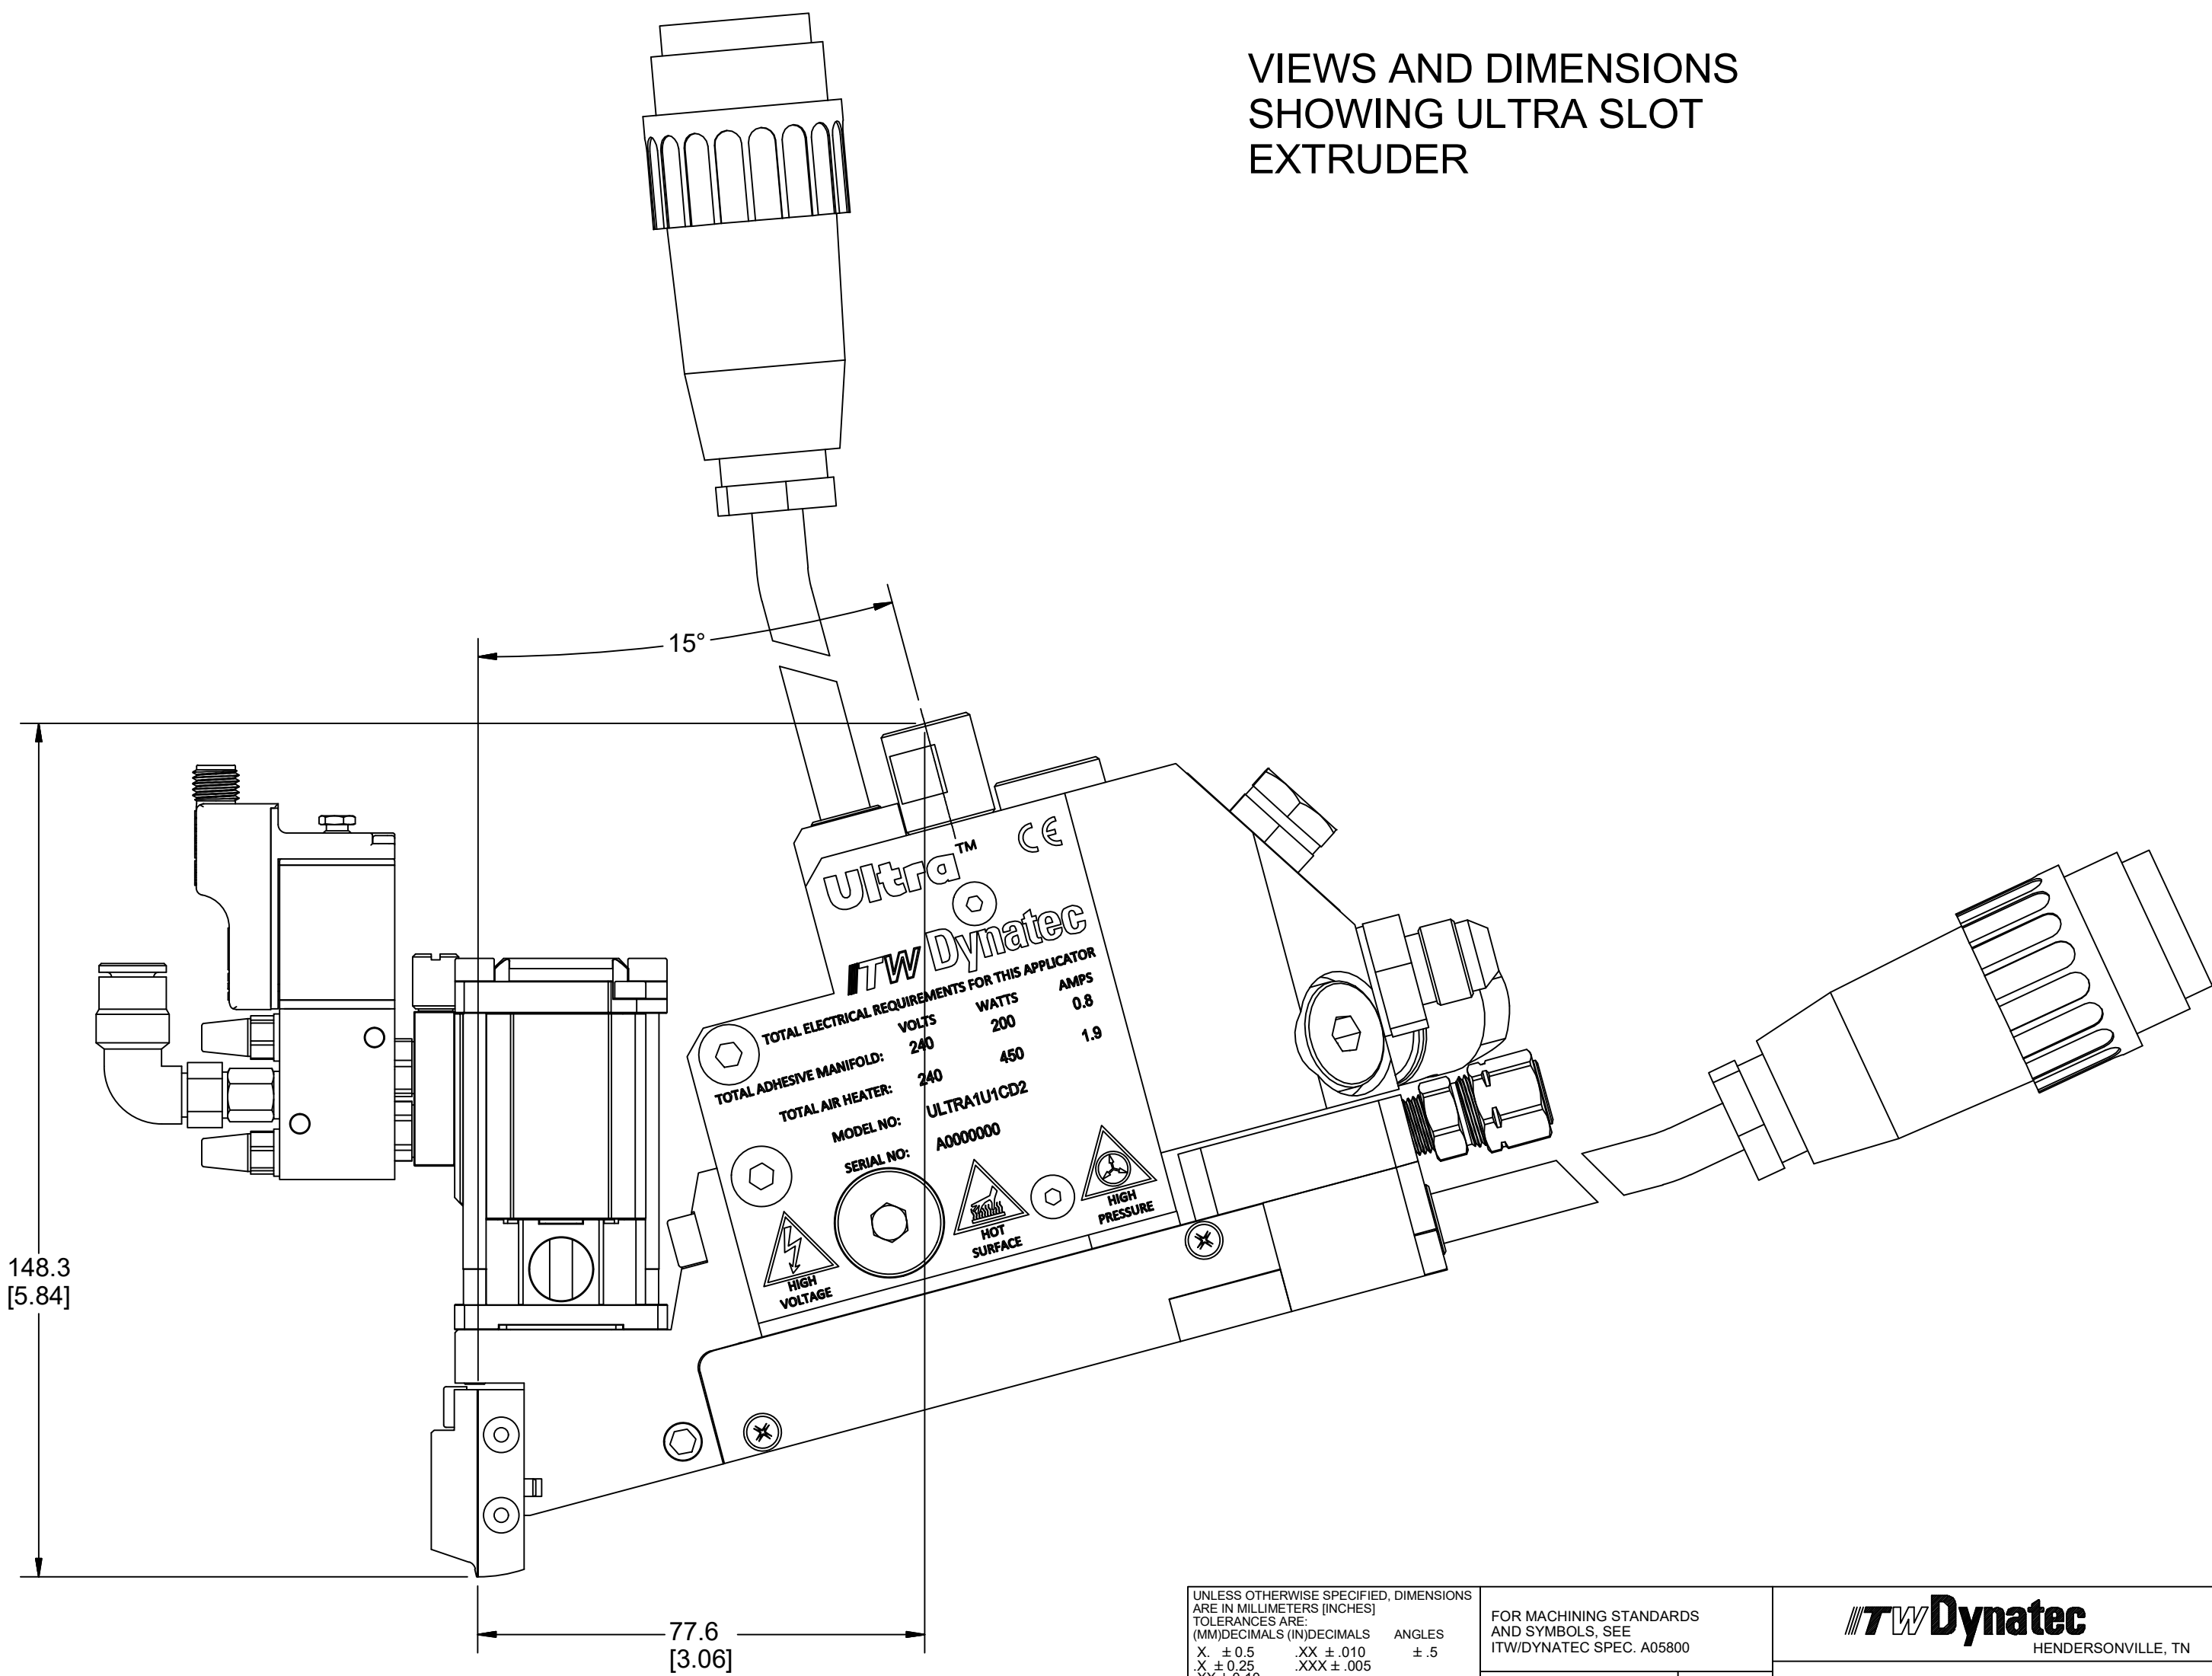 VIEWS AND DIMENSIONS
SHOWING ULTRA SLOT
EXTRUDER
15°
148.3
[5.84]
77.6
[3.06]
Ultra™ CE
ITW Dynatec
TOTAL ELECTRICAL REQUIREMENTS FOR THIS APPLICATOR
VOLTS WATTS AMPS
TOTAL ADHESIVE MANIFOLD: 240 200 0.8
TOTAL AIR HEATER: 240 450 1.9
MODEL NO: ULTRA1U1CD2
SERIAL NO: A0000000
HIGH
VOLTAGE
HOT
SURFACE
HIGH
PRESSURE
UNLESS OTHERWISE SPECIFIED, DIMENSIONS
ARE IN MILLIMETERS [INCHES]
TOLERANCES ARE:
(MM)DECIMALS (IN)DECIMALS ANGLES
X. ± 0.5 .XX ± .010 ± .5
.X ± 0.25 .XXX ± .005
FOR MACHINING STANDARDS
AND SYMBOLS, SEE
ITW/DYNATEC SPEC. A05800
ITW Dynatec
HENDERSONVILLE, TN